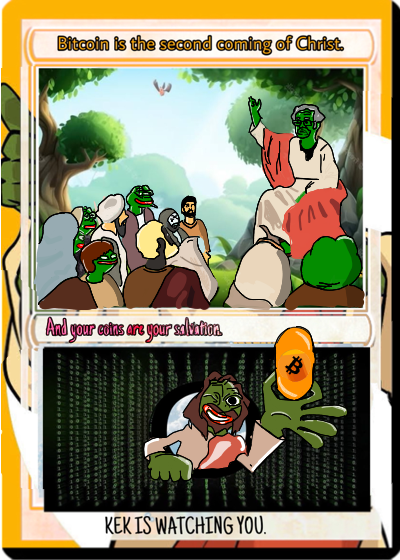 Bitcoin is the second coming of Christ.
And your coins are your salvation.
KEK IS WATCHING YOU.